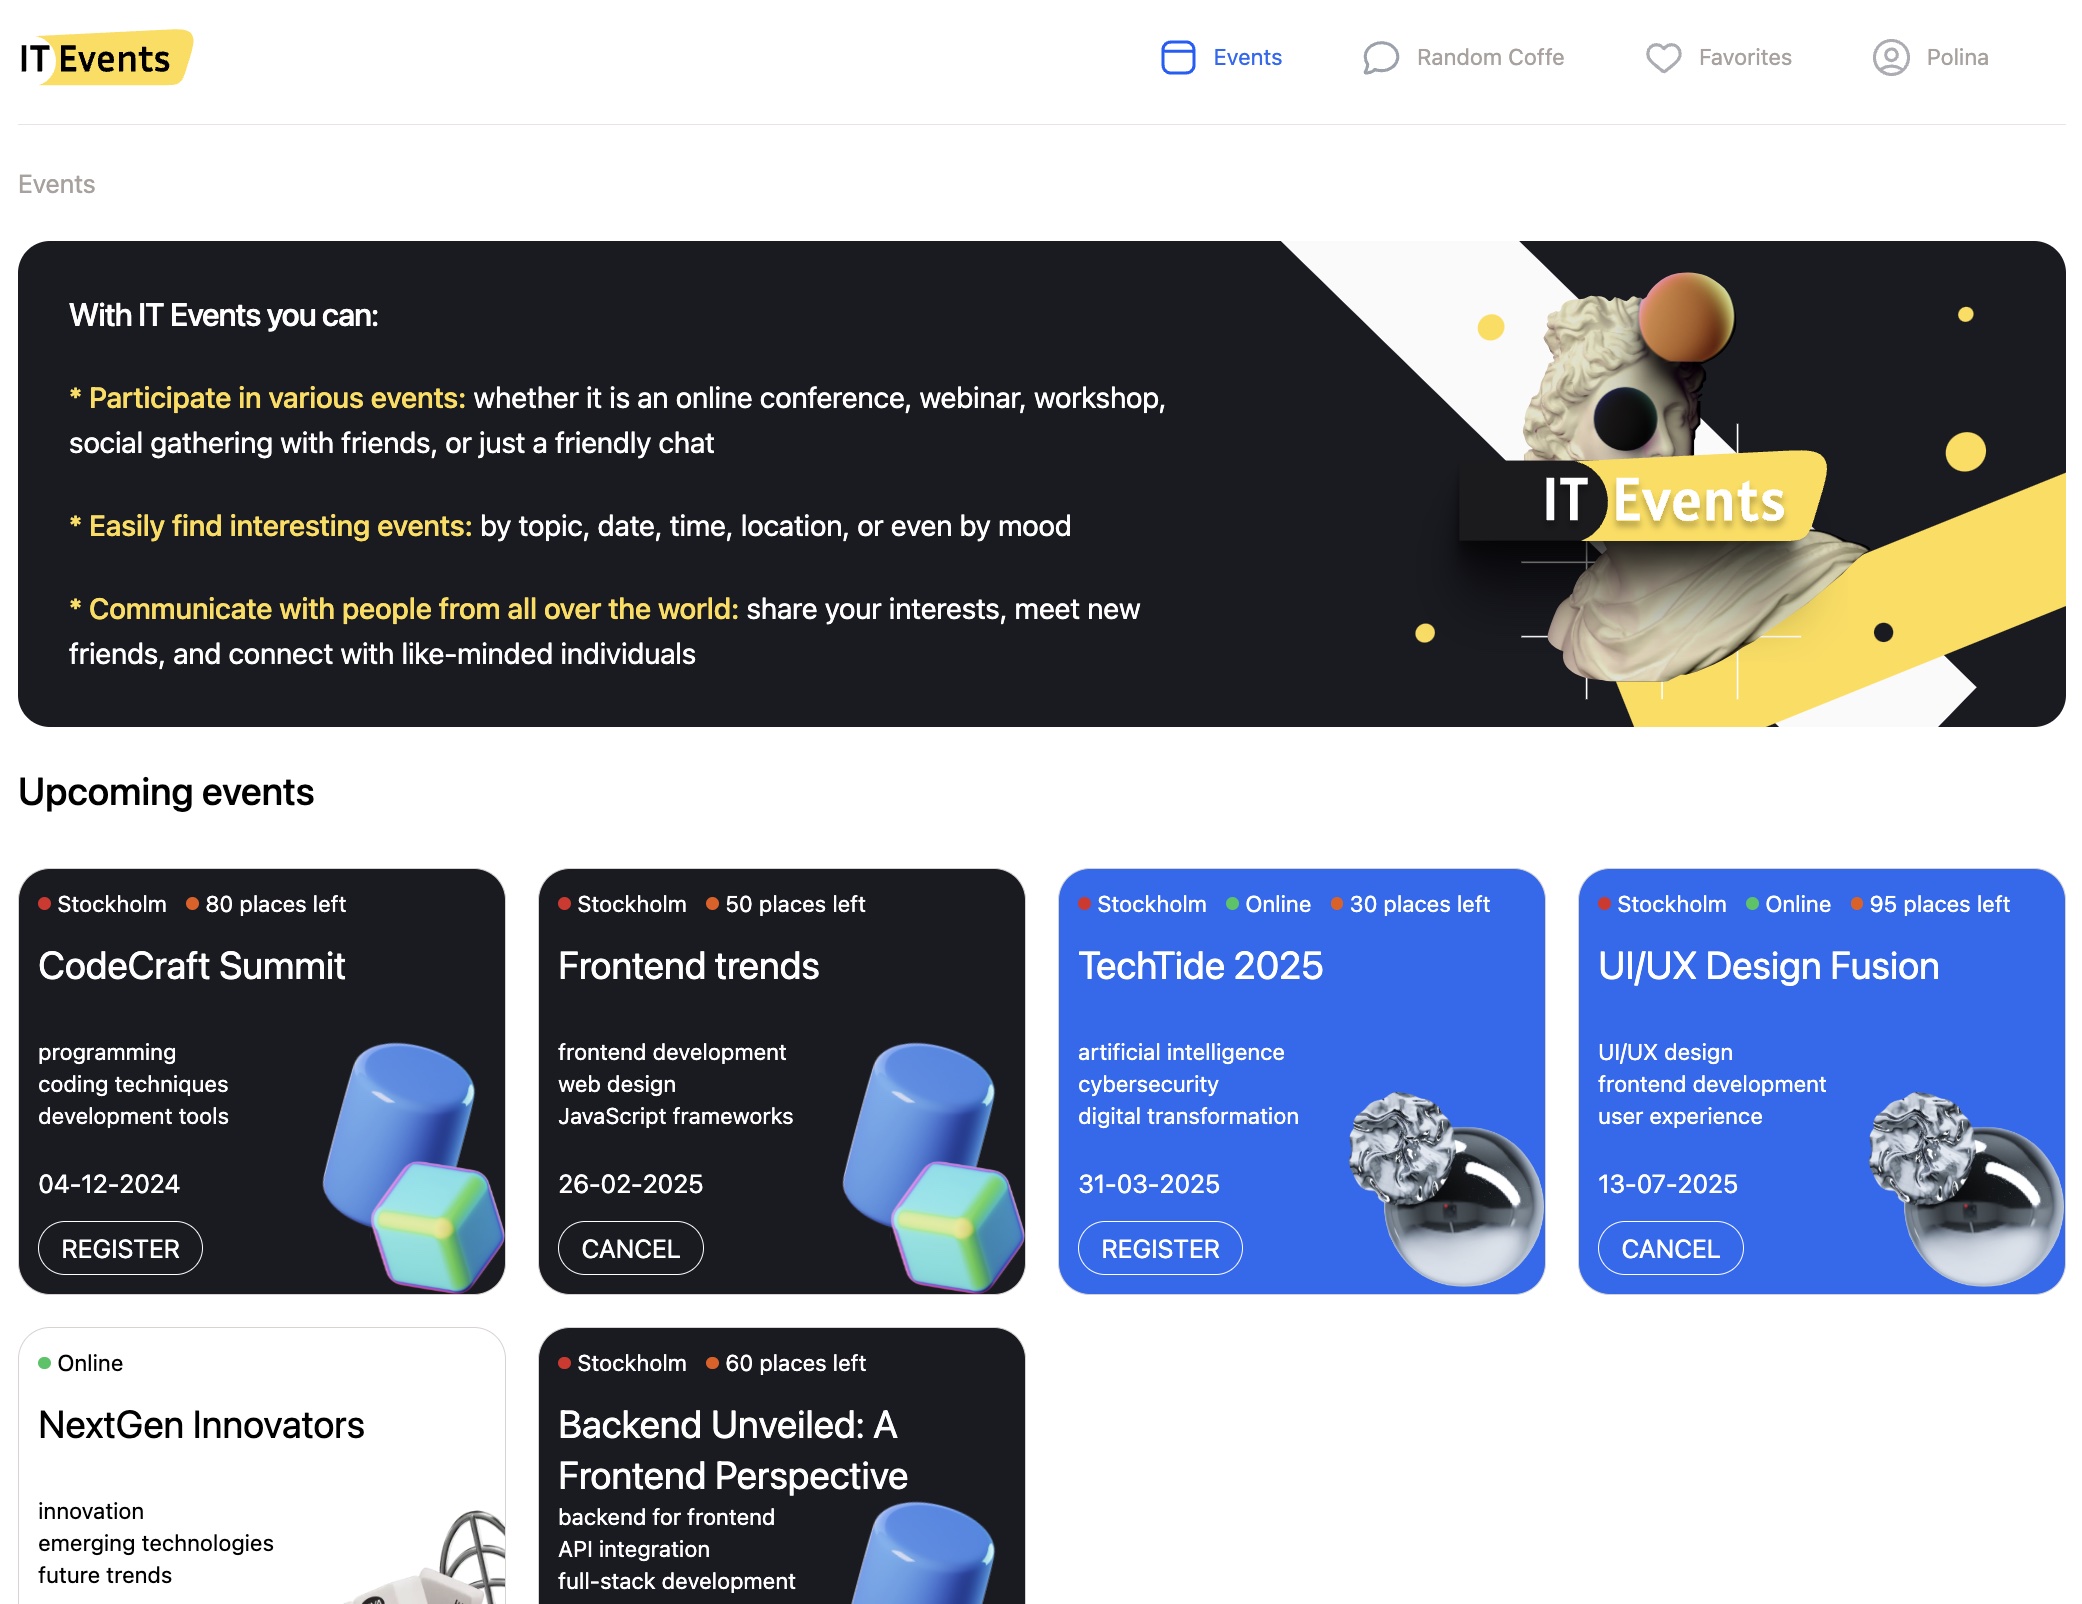 IT Events
Events
Random Coffe
Favorites
Polina
Events
With IT Events you can:
* Participate in various events: whether it is an online conference, webinar, workshop,
social gathering with friends, or just a friendly chat
* Easily find interesting events: by topic, date, time, location, or even by mood
* Communicate with people from all over the world: share your interests, meet new
friends, and connect with like-minded individuals
IT Events
Upcoming events
Stockholm 80 places left
CodeCraft Summit
programming
coding techniques
development tools
04-12-2024
REGISTER
Stockholm 50 places left
Frontend trends
frontend development
web design
JavaScript frameworks
26-02-2025
CANCEL
Stockholm Online 30 places left
TechTide 2025
artificial intelligence
cybersecurity
digital transformation
31-03-2025
REGISTER
Stockholm Online 95 places left
UI/UX Design Fusion
UI/UX design
frontend development
user experience
13-07-2025
CANCEL
Online
NextGen Innovators
innovation
emerging technologies
future trends
Stockholm 60 places left
Backend Unveiled: A
Frontend Perspective
backend for frontend
API integration
full-stack development